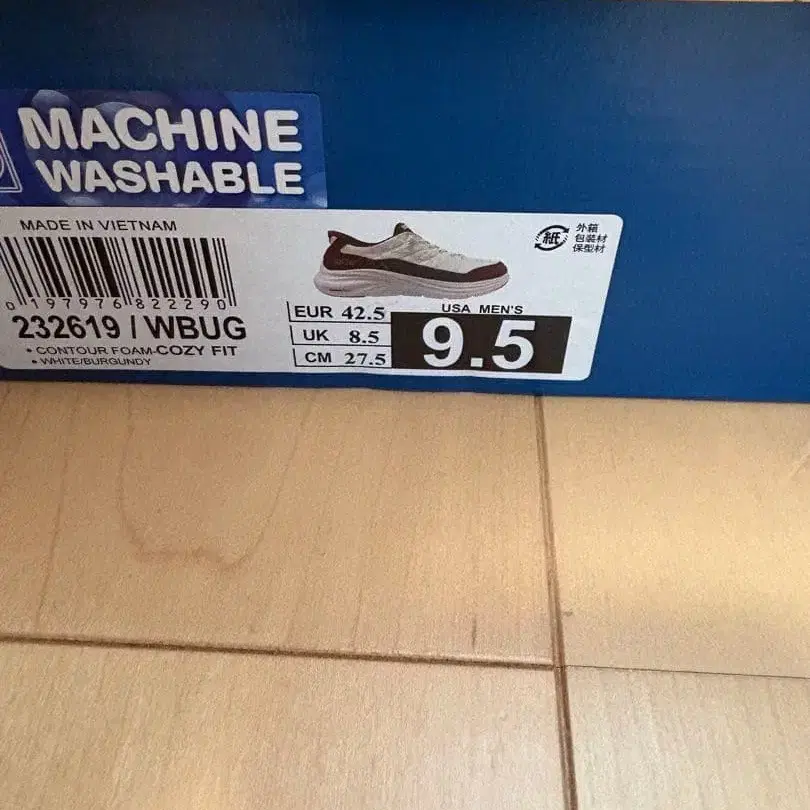 MACHINE
WASHABLE
MADE IN VIETNAM
0 197976 822290
232619 / WBUG
• CONTOUR FOAM-COZY FIT
• WHITE/BURGUNDY
EUR 42.5
UK 8.5
CM 27.5
USA MEN'S
9.5
紙
外箱
包装材
保型材